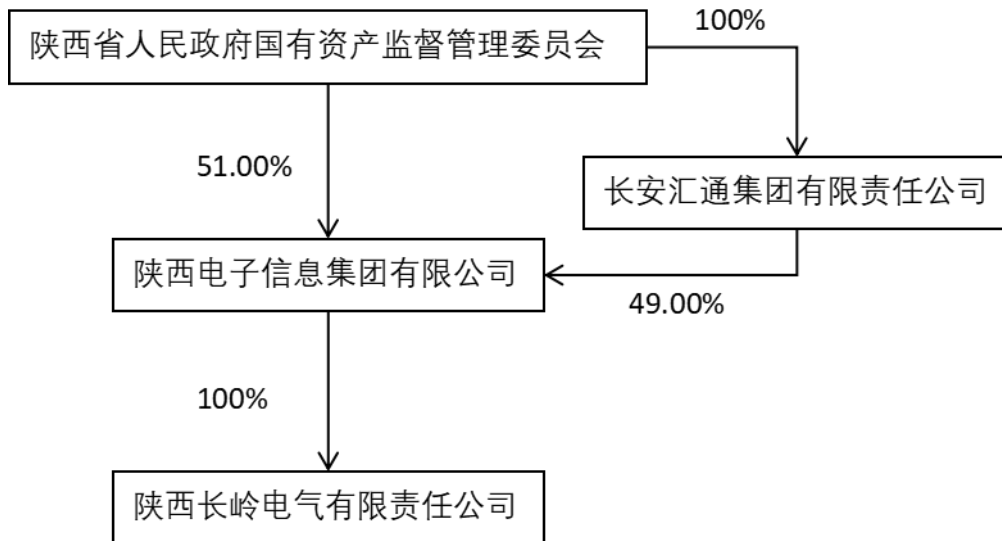 陕西省人民政府国有资产监督管理委员会
100%
51.00%
长安汇通集团有限责任公司
陕西电子信息集团有限公司
49.00%
100%
陕西长岭电气有限责任公司